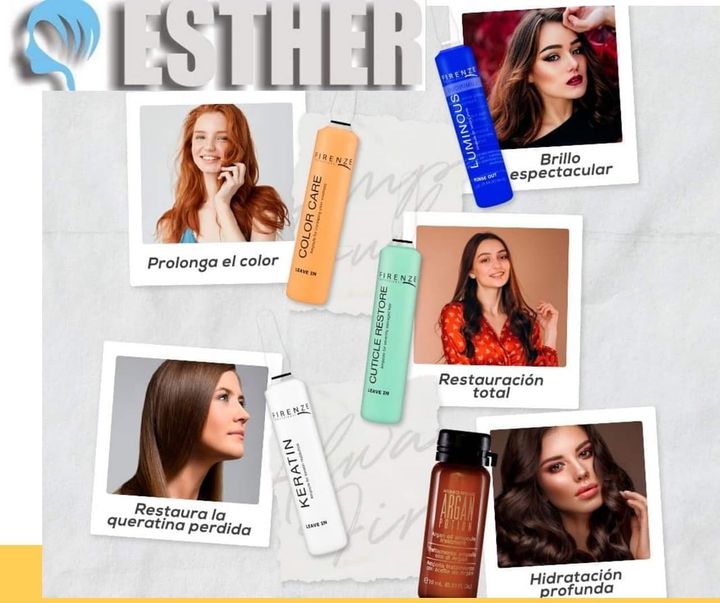 ESTHER
FIRENZE
LUMINOUS
RINSE OUT
Brillo
espectacular
FIRENZE
COLOR CARE
LEAVE IN
Prolonga el color
FIRENZE
CUTICLE RESTORE
LEAVE IN
Restauración
total
FIRENZE
KERATIN
LEAVE IN
Restaura la
queratina perdida
ARGAN
POTION
Hidratación
profunda